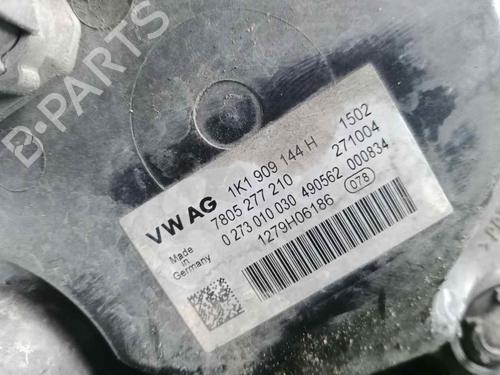 B-PARTS
VW AG
1K1 909 144 H 1502
7805 277 210 271004
0 273 010 030 490562 000834
1279H06186 078
Made
in
Germany